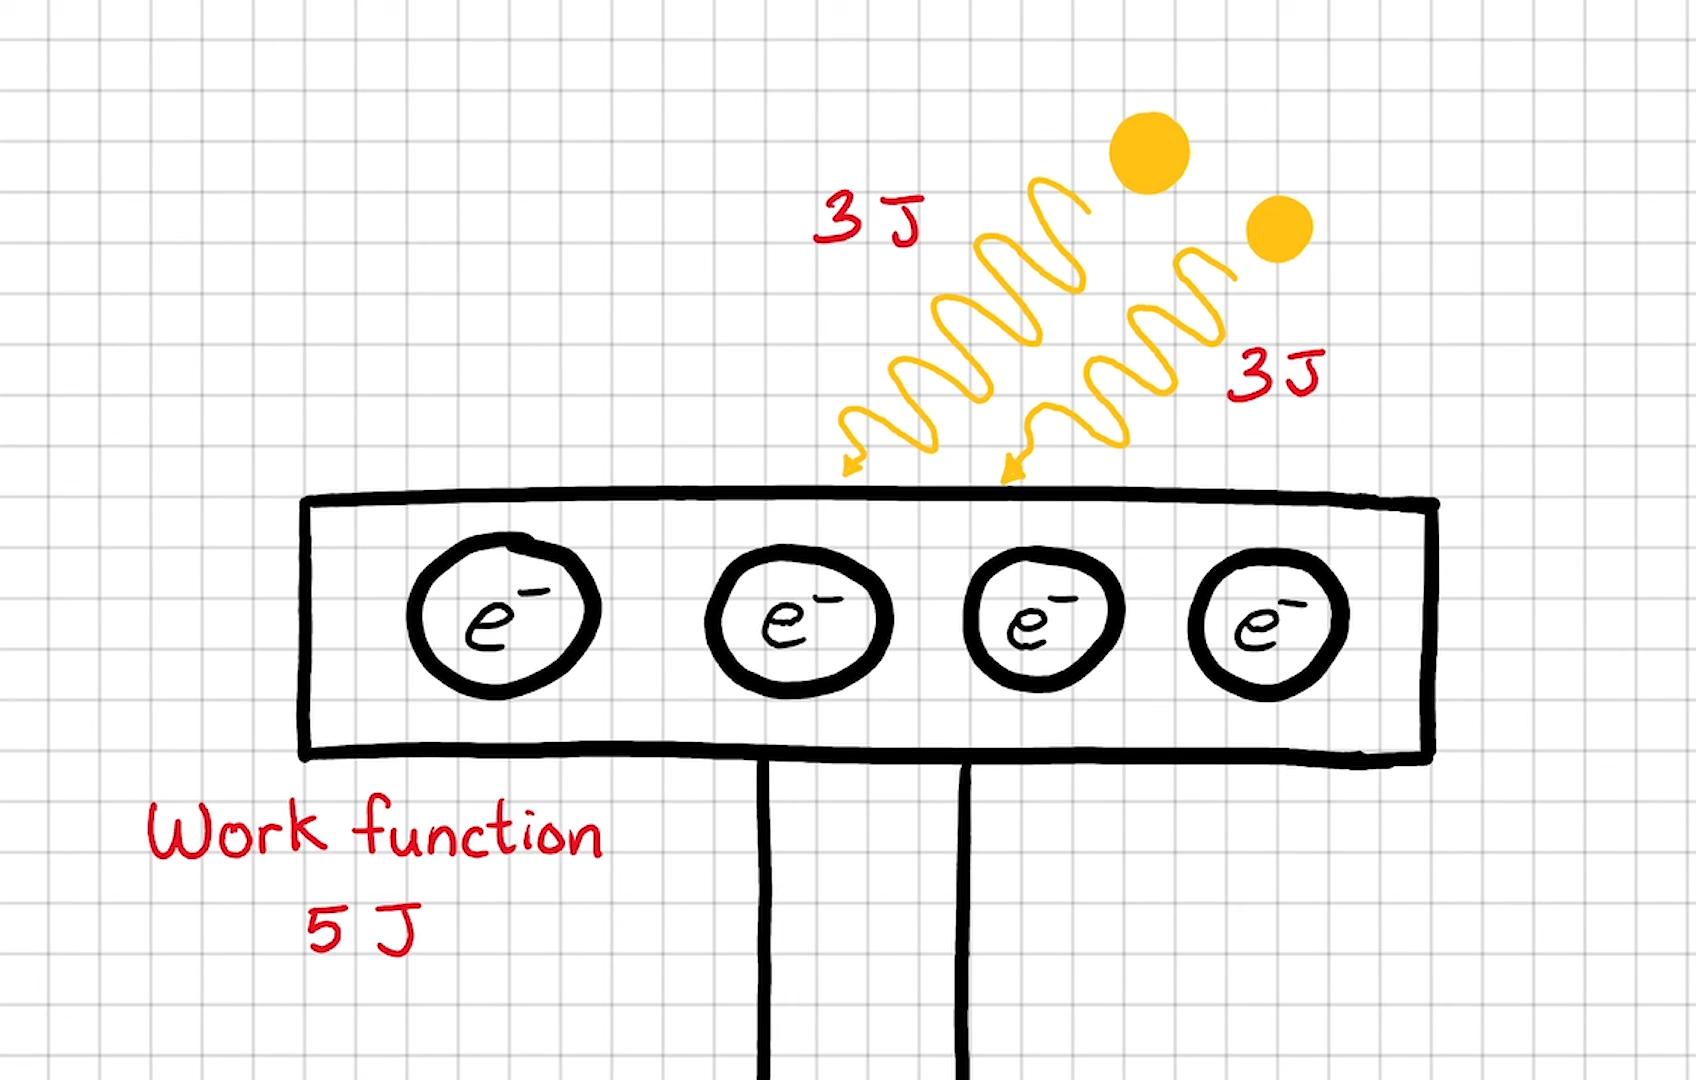 3 J
3 J
e⁻ e⁻ e⁻ e⁻
Work function
5 J